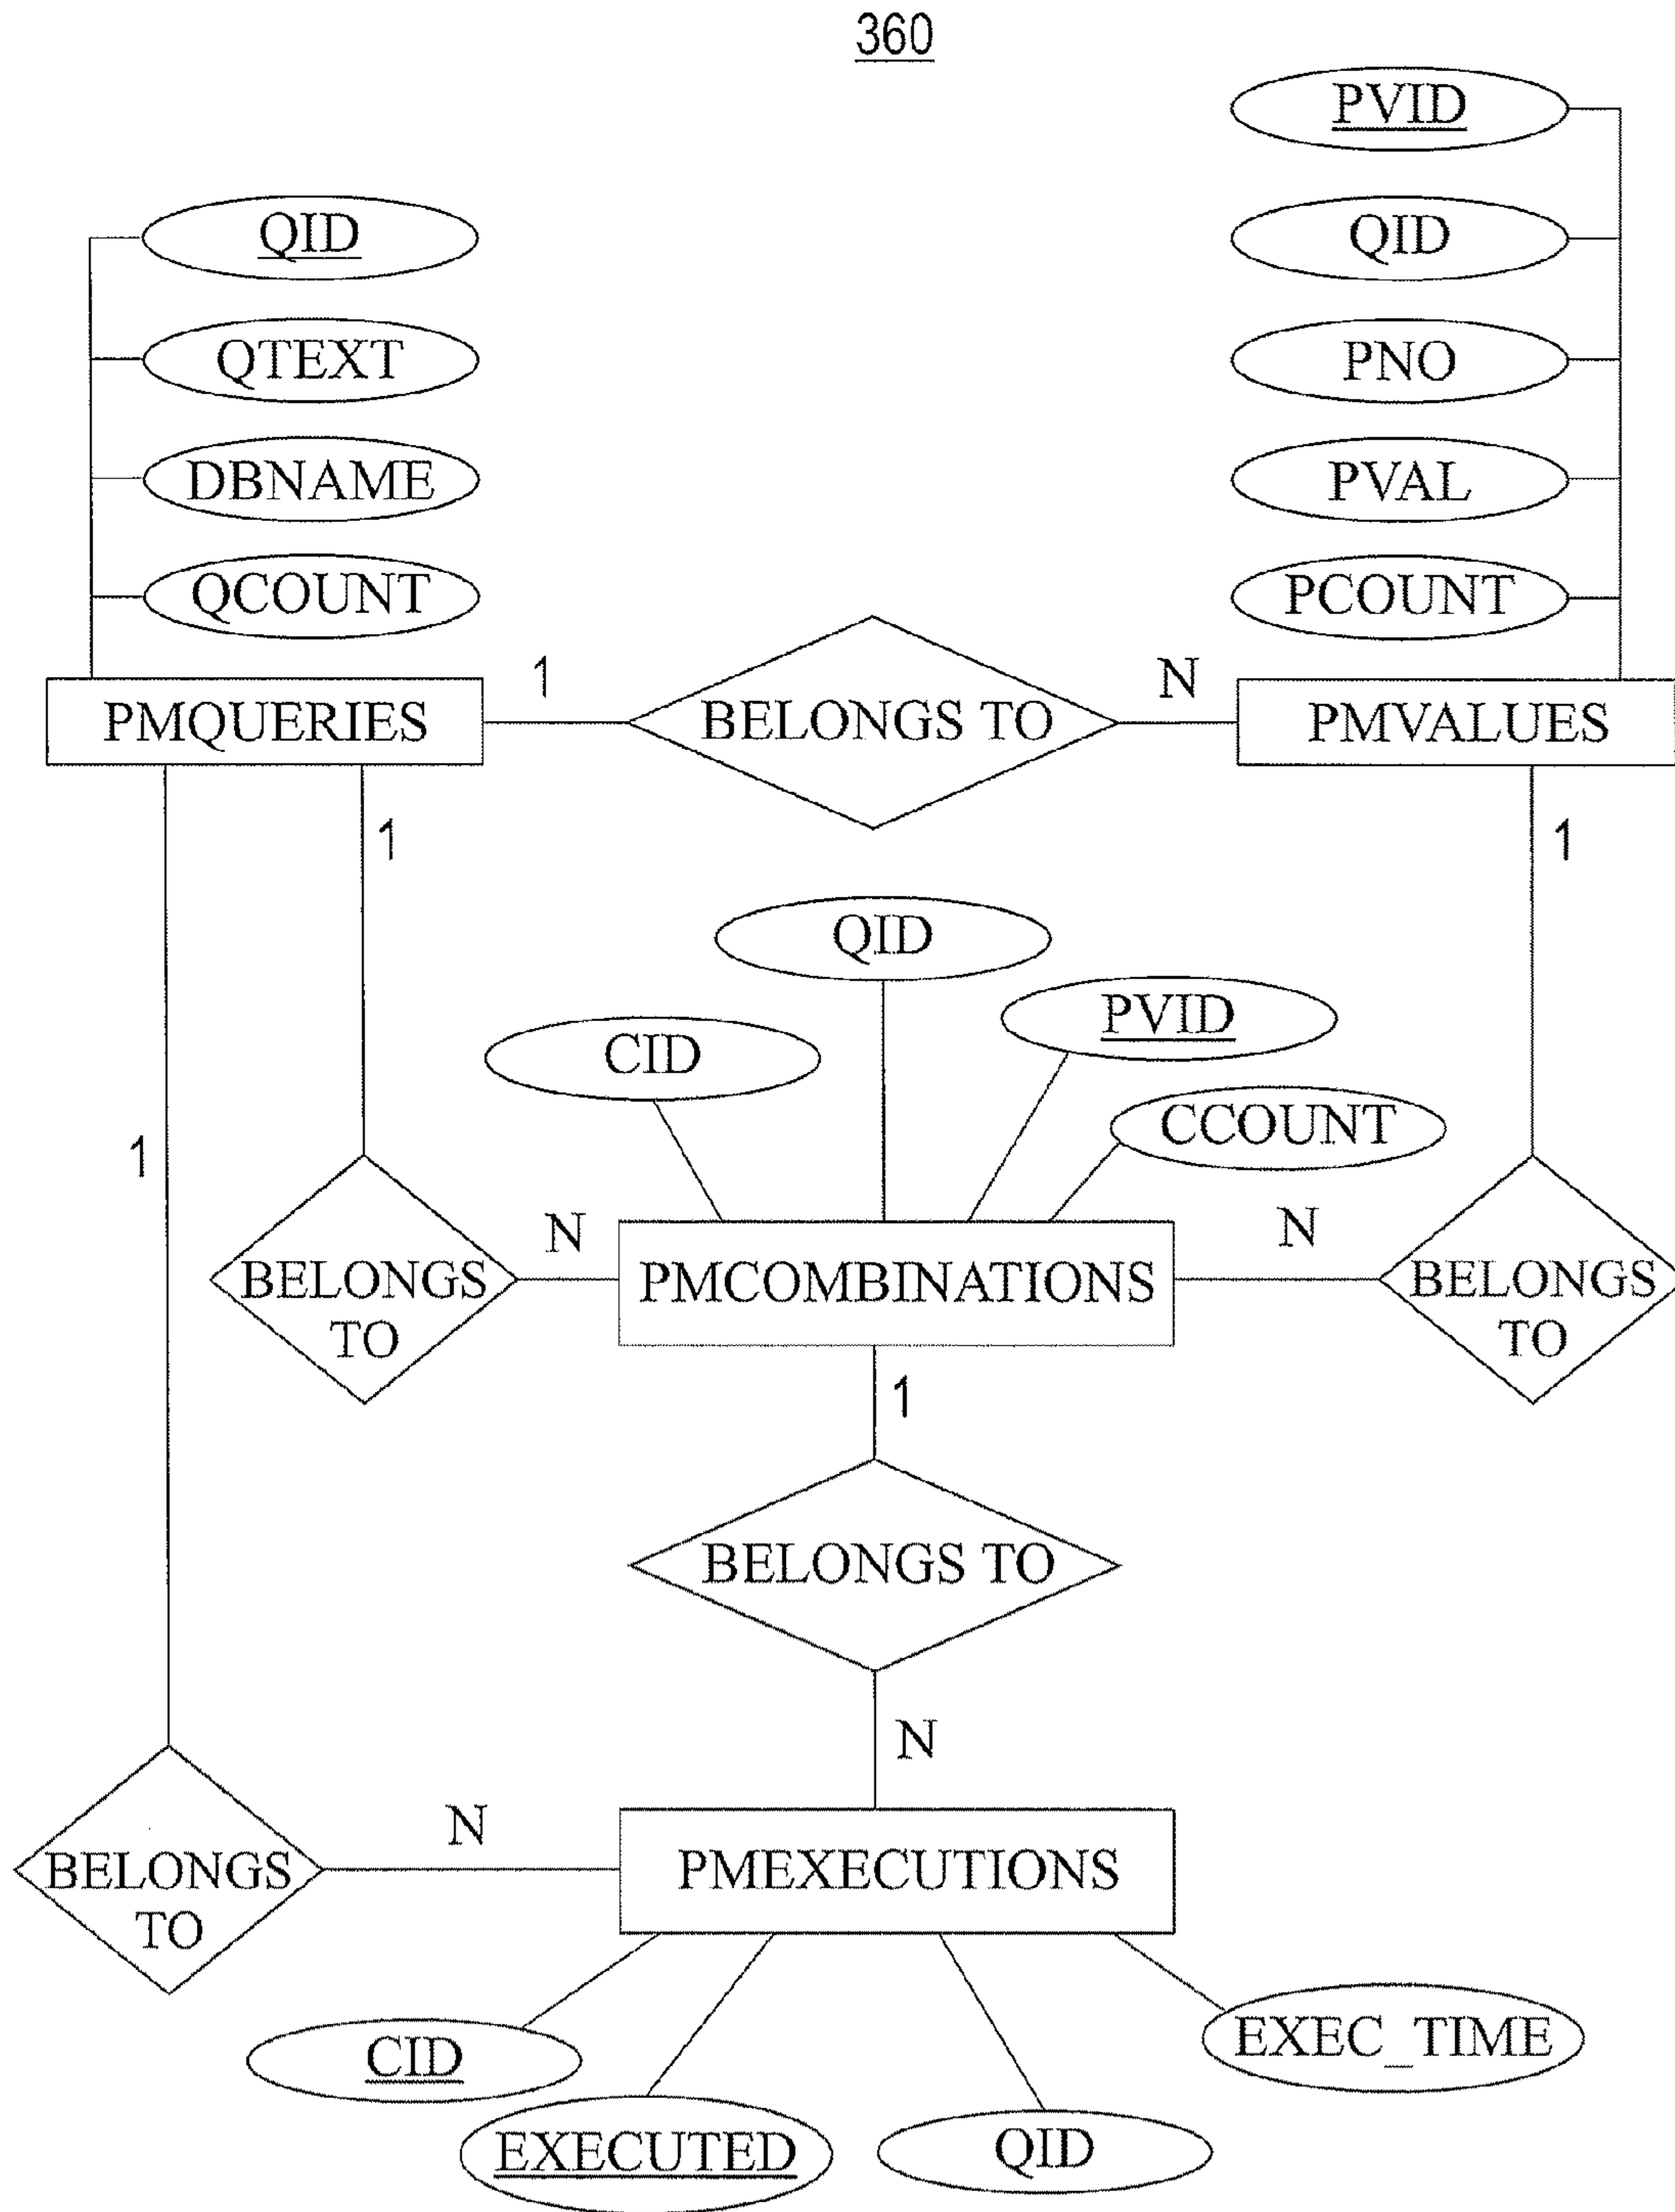 360
PVID
QID
QID
QTEXT
PNO
DBNAME
PVAL
QCOUNT
PCOUNT
1
N
PMQUERIES
BELONGS TO
PMVALUES
1
1
QID
PVID
CID
CCOUNT
1
N
N
BELONGS
TO
PMCOMBINATIONS
BELONGS
TO
1
BELONGS TO
N
N
BELONGS
TO
PMEXECUTIONS
EXEC_TIME
CID
EXECUTED
QID